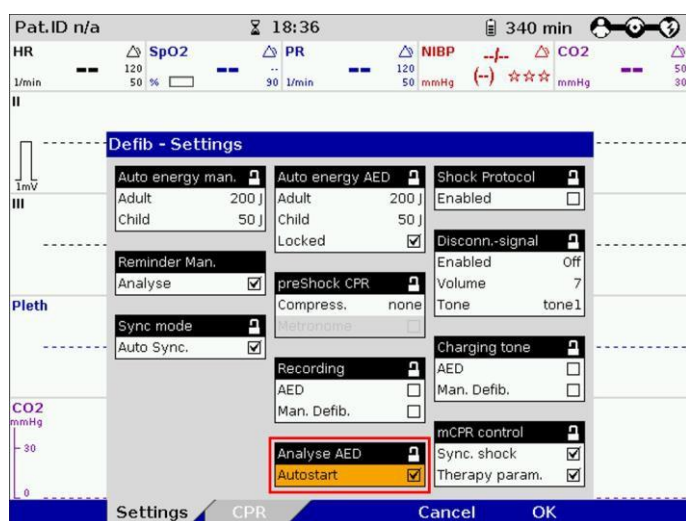 Pat.ID n/a 18:36 340 min
HR SpO2 PR NIBP --/-- CO2
-- 120 -- -- -- 120 -- (--) ☆☆☆ -- 50
1/min 50 % 90 1/min 50 mmHg mmHg 30
II
1mV
III
Pleth
CO2
mmHg
30
0
Defib - Settings
Auto energy man.
Adult 200 J
Child 50 J
Reminder Man.
Analyse
Sync mode
Auto Sync.
Auto energy AED
Adult 200 J
Child 50 J
Locked
preShock CPR
Compress. none
Metronome
Recording
AED
Man. Defib.
Analyse AED
Autostart
Shock Protocol
Enabled
Disconn.-signal
Enabled Off
Volume 7
Tone tone1
Charging tone
AED
Man. Defib.
mCPR control
Sync. shock
Therapy param.
Settings CPR Cancel OK